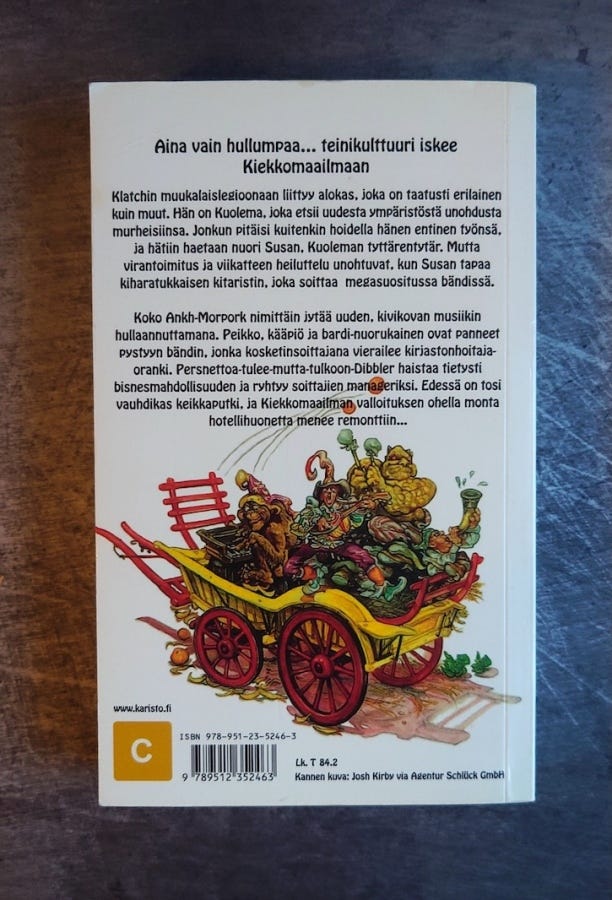 Aina vain hullumpaa... teinikulttuuri iskee
Kiekkomaailmaan
Klatchin muukalaislegioonaan liittyy alokas, joka on taatusti erilainen
kuin muut. Hän on Kuolema, joka etsii uudesta ympäristöstä unohdusta
murheisiinsa. Jonkun pitäisi kuitenkin hoidella hänen entinen työnsä,
ja hätiin haetaan nuori Susan, Kuoleman tyttärentytär. Mutta
virantoimitus ja viikatteen heiluttelu unohtuvat, kun Susan tapaa
kiharatukkaisen kitaristin, joka soittaa megasuositussa bändissä.
Koko Ankh-Morpork nimittäin jytää uuden, kivikovan musiikin
hullaannuttamana. Peikko, kääpiö ja bardi-nuorukainen ovat panneet
pystyyn bändin, jonka kosketinsoittajana vierailee kirjastonhoitaja-
oranki. Persnettoa-tulee-mutta-tulkoon-Dibbler haistaa tietysti
bisnesmahdollisuuden ja ryhtyy soittajien manageriksi. Edessä on tosi
vauhdikas keikkaputki, ja Kiekkomaailman valloituksen ohella monta
hotellihuonetta menee remonttiin...
www.karisto.fi
C
ISBN 978-951-23-5246-3
9 789512 352463
Lk. T 84.2
Kannen kuva: Josh Kirby via Agentur Schlück GmbH